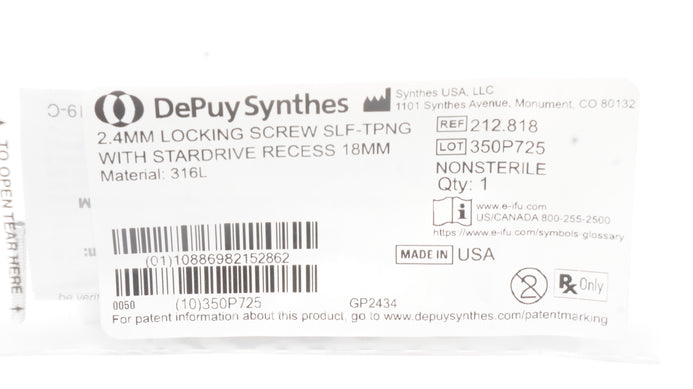 DePuy Synthes
Synthes USA, LLC
1101 Synthes Avenue, Monument, CO 80132
2.4MM LOCKING SCREW SLF-TPNG
WITH STARDRIVE RECESS 18MM
Material: 316L
REF 212.818
LOT 350P725
NONSTERILE
Qty: 1
www.e-ifu.com
US/CANADA 800-255-2500
https://www.e-ifu.com/symbols-glossary
MADE IN USA
(01)10886982152862
0050
(10)350P725
GP2434
2
Rx Only
For patent information about this product, go to www.depuysynthes.com/patentmarking
TO OPEN TEAR HERE